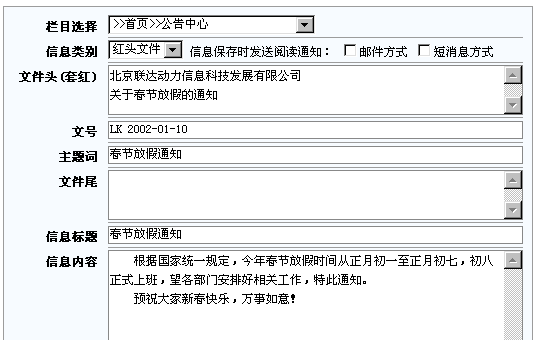 栏目选择 >>首页>>公告中心
信息类别 红头文件 信息保存时发送阅读通知： 邮件方式 短消息方式
文件头(套红) 北京联达动力信息科技发展有限公司
关于春节放假的通知
文号 LK 2002-01-10
主题词 春节放假通知
文件尾
信息标题 春节放假通知
信息内容 根据国家统一规定，今年春节放假时间从正月初一至正月初七，初八
正式上班，望各部门安排好相关工作，特此通知。
预祝大家新春快乐，万事如意！